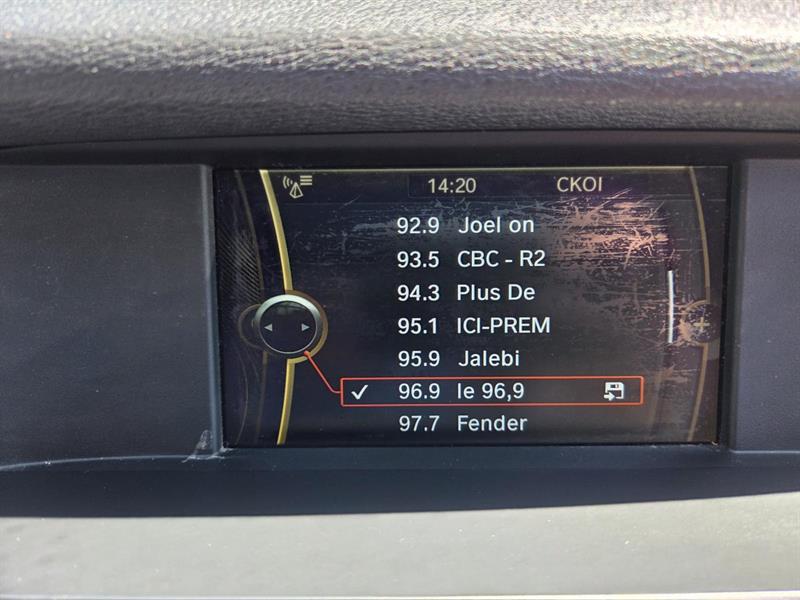 14:20 CKOI
92.9 Joel on
93.5 CBC - R2
94.3 Plus De
95.1 ICI-PREM
95.9 Jalebi
96.9 le 96,9
97.7 Fender